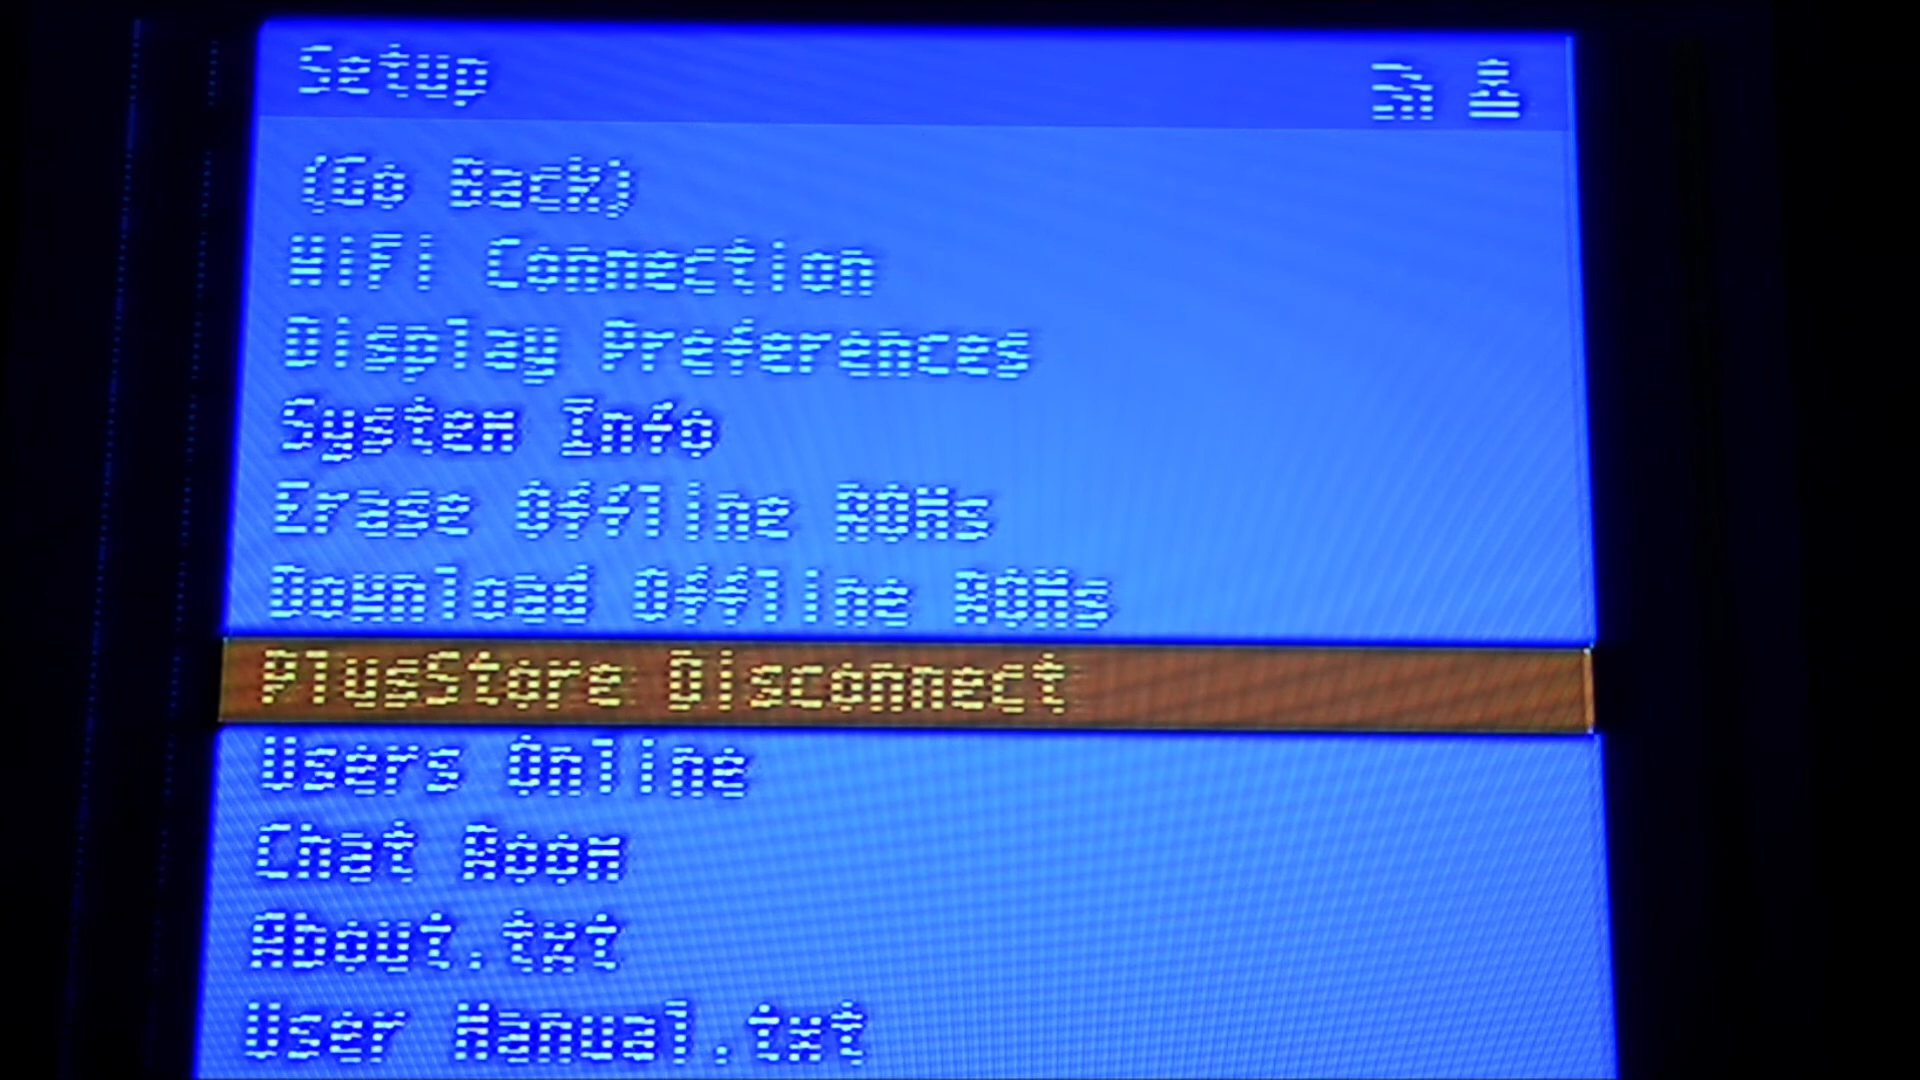 Setup
(Go Back)
WiFi Connection
Display Preferences
System Info
Erase Offline ROMs
Download Offline ROMs
PlusStore Disconnect
Users Online
Chat Room
About.txt
User Manual.txt